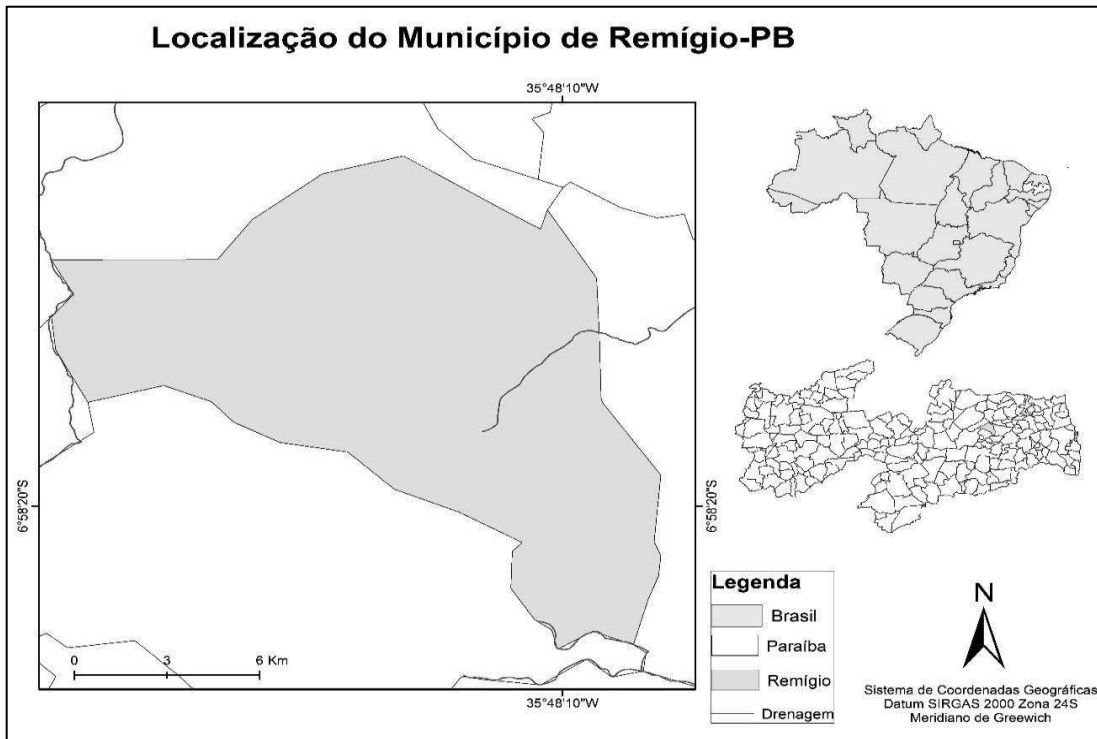 Localização do Município de Remígio-PB
35°48'10"W
6°58'20"S
6°58'20"S
0 3 6 Km
35°48'10"W
Legenda
Brasil
Paraíba
Remígio
Drenagem
N
Sistema de Coordenadas Geográficas
Datum SIRGAS 2000 Zona 24S
Meridiano de Greewich